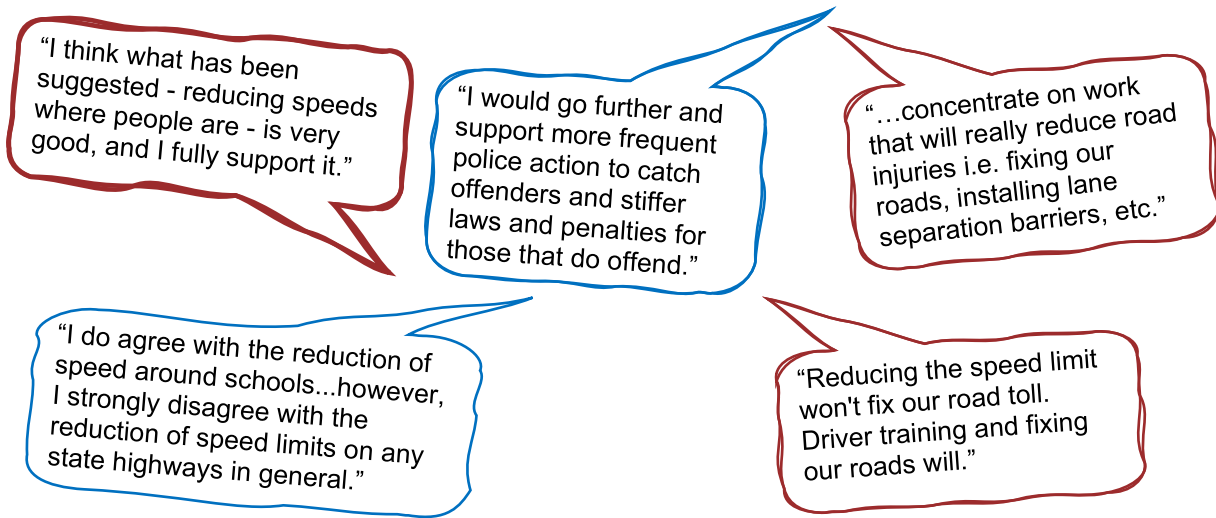 “I think what has been
suggested - reducing speeds
where people are - is very
good, and I fully support it.”
“I would go further and
support more frequent
police action to catch
offenders and stiffer
laws and penalties for
those that do offend.”
“…concentrate on work
that will really reduce road
injuries i.e. fixing our
roads, installing lane
separation barriers, etc.”
“I do agree with the reduction of
speed around schools...however,
I strongly disagree with the
reduction of speed limits on any
state highways in general.”
“Reducing the speed limit
won't fix our road toll.
Driver training and fixing
our roads will.”